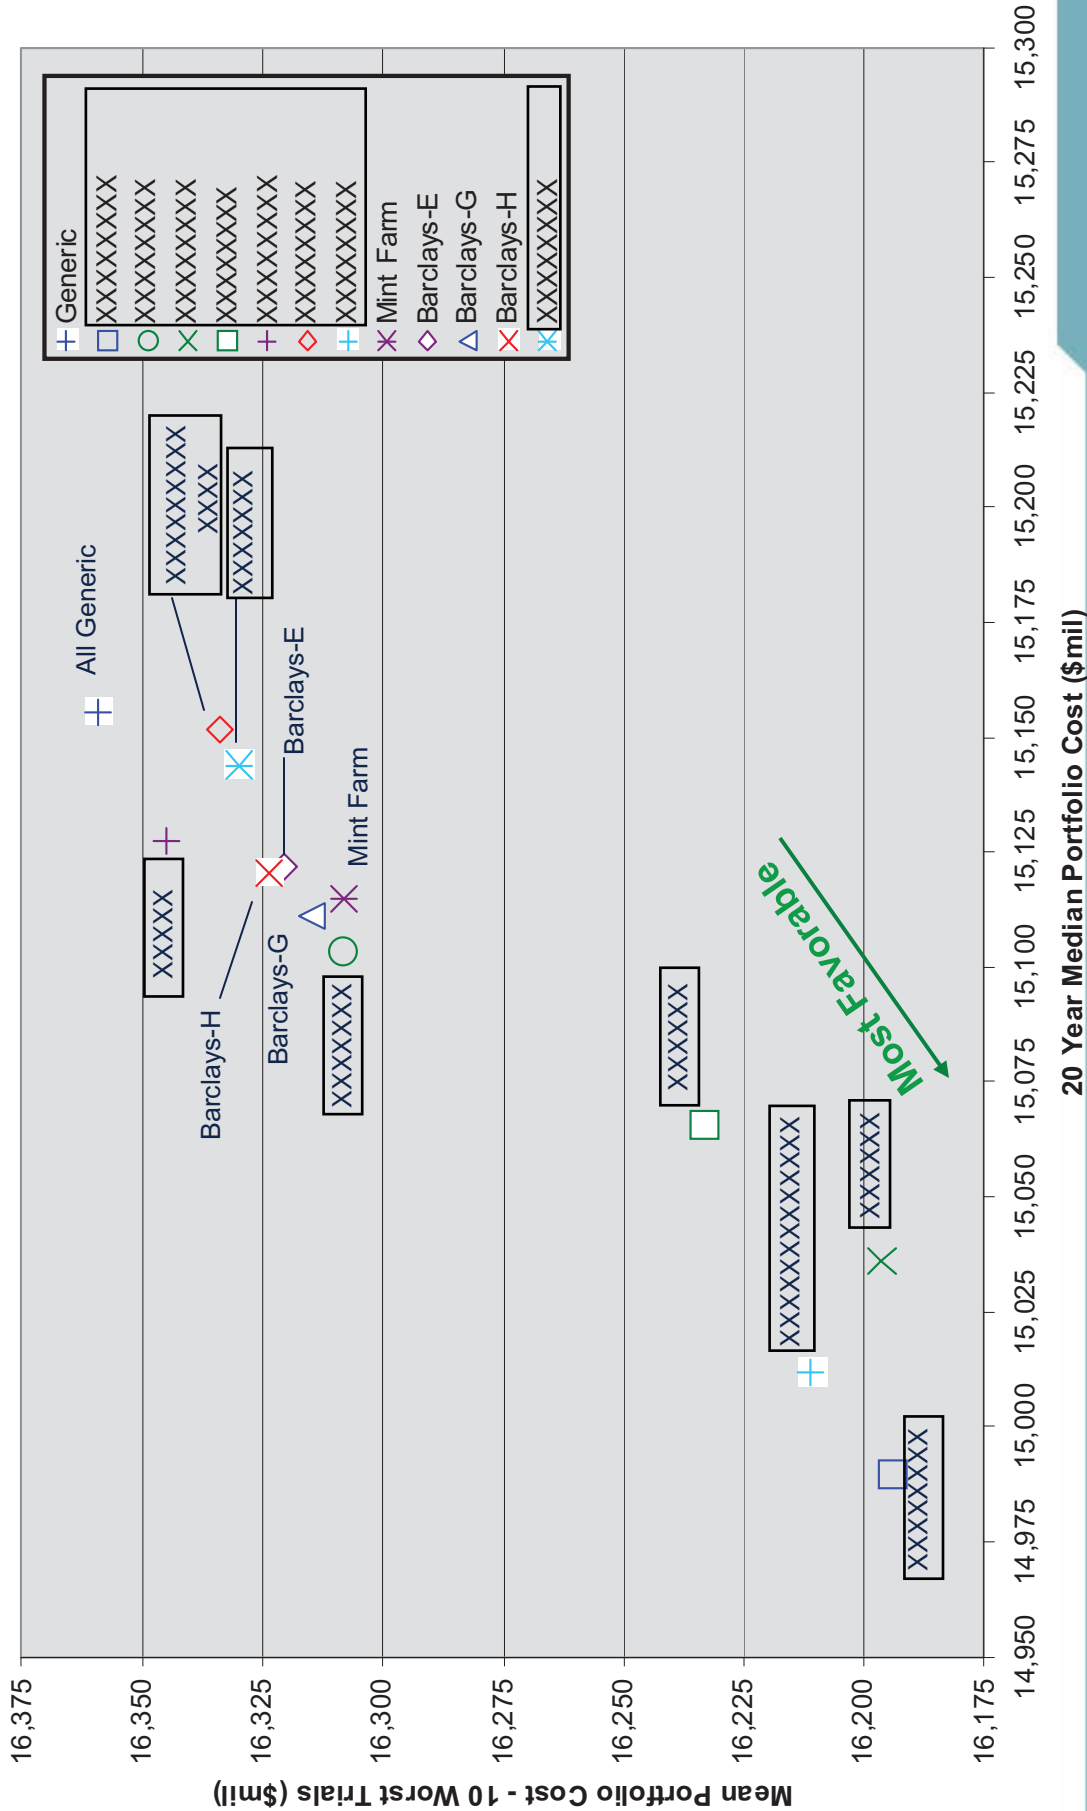 Mean Portfolio Cost - 10 Worst Trials ($mil)
16,375
16,350
16,325
16,300
16,275
16,250
16,225
16,200
16,175
14,950
14,975
15,000
15,025
15,050
15,075
15,100
15,125
15,150
15,175
15,200
15,225
15,250
15,275
15,300
20 Year Median Portfolio Cost ($mil)
All Generic
XXXXXXXXX
XXXX
XXXXXXX
XXXXX
Barclays-H
Barclays-E
Barclays-G
Mint Farm
XXXXXXX
XXXXXX
XXXXXXXXXXXXX
XXXXXX
XXXXXXXXX
Most Favorable
Generic
XXXXXXXX
XXXXXXXX
XXXXXXXX
XXXXXXXX
XXXXXXXX
XXXXXXXX
XXXXXXXX
Mint Farm
Barclays-E
Barclays-G
Barclays-H
XXXXXXXX